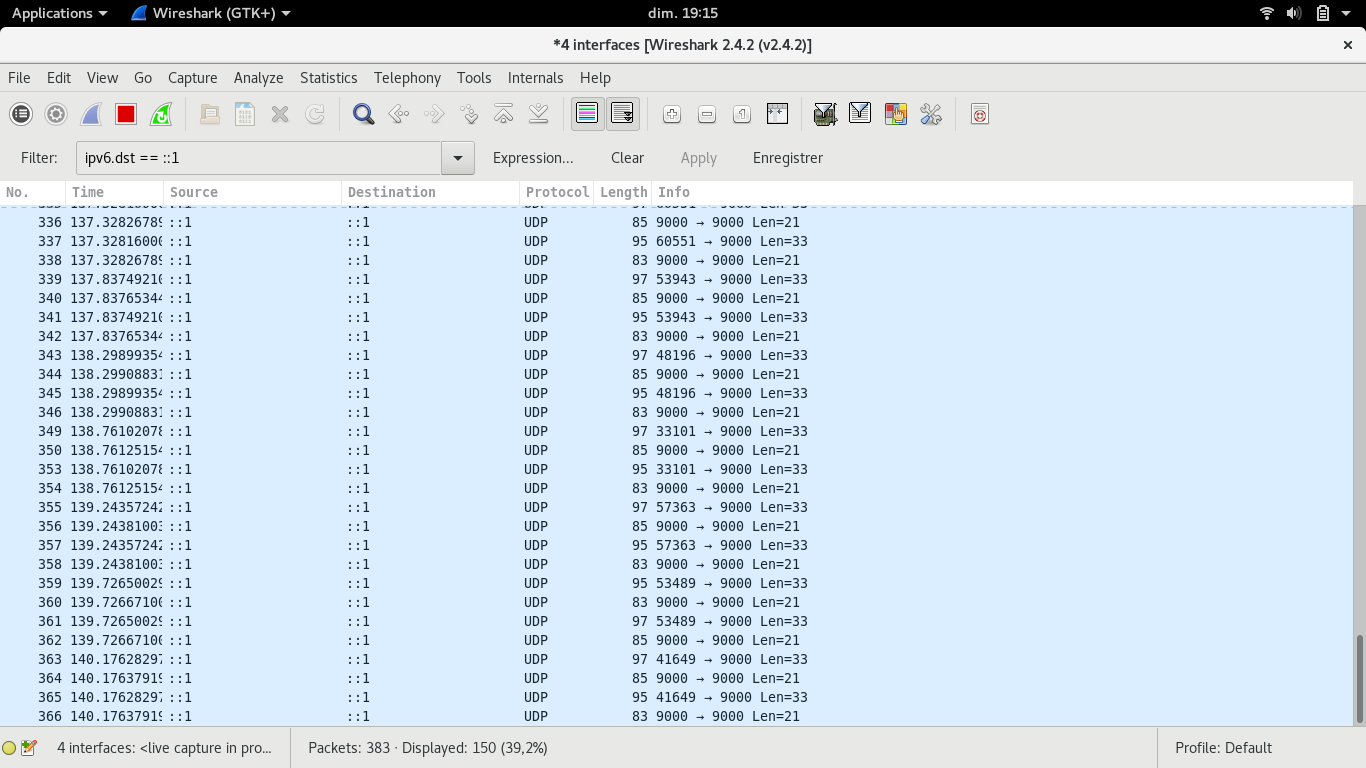 Applications Wireshark (GTK+) dim. 19:15
*4 interfaces [Wireshark 2.4.2 (v2.4.2)]
File Edit View Go Capture Analyze Statistics Telephony Tools Internals Help
Filter: ipv6.dst == ::1 Expression... Clear Apply Enregistrer
No. Time Source Destination Protocol Length Info
336 137.32826789 ::1 ::1 UDP 85 9000 → 9000 Len=21
337 137.32816000 ::1 ::1 UDP 95 60551 → 9000 Len=33
338 137.32826789 ::1 ::1 UDP 83 9000 → 9000 Len=21
339 137.83749210 ::1 ::1 UDP 97 53943 → 9000 Len=33
340 137.83765344 ::1 ::1 UDP 85 9000 → 9000 Len=21
341 137.83749210 ::1 ::1 UDP 95 53943 → 9000 Len=33
342 137.83765344 ::1 ::1 UDP 83 9000 → 9000 Len=21
343 138.29899354 ::1 ::1 UDP 97 48196 → 9000 Len=33
344 138.29908831 ::1 ::1 UDP 85 9000 → 9000 Len=21
345 138.29899354 ::1 ::1 UDP 95 48196 → 9000 Len=33
346 138.29908831 ::1 ::1 UDP 83 9000 → 9000 Len=21
349 138.76102078 ::1 ::1 UDP 97 33101 → 9000 Len=33
350 138.76125154 ::1 ::1 UDP 85 9000 → 9000 Len=21
353 138.76102078 ::1 ::1 UDP 95 33101 → 9000 Len=33
354 138.76125154 ::1 ::1 UDP 83 9000 → 9000 Len=21
355 139.24357242 ::1 ::1 UDP 97 57363 → 9000 Len=33
356 139.24381003 ::1 ::1 UDP 85 9000 → 9000 Len=21
357 139.24357242 ::1 ::1 UDP 95 57363 → 9000 Len=33
358 139.24381003 ::1 ::1 UDP 83 9000 → 9000 Len=21
359 139.72650029 ::1 ::1 UDP 95 53489 → 9000 Len=33
360 139.72667100 ::1 ::1 UDP 83 9000 → 9000 Len=21
361 139.72650029 ::1 ::1 UDP 97 53489 → 9000 Len=33
362 139.72667100 ::1 ::1 UDP 85 9000 → 9000 Len=21
363 140.17628297 ::1 ::1 UDP 97 41649 → 9000 Len=33
364 140.17637919 ::1 ::1 UDP 85 9000 → 9000 Len=21
365 140.17628297 ::1 ::1 UDP 95 41649 → 9000 Len=33
366 140.17637919 ::1 ::1 UDP 83 9000 → 9000 Len=21
4 interfaces: <live capture in pro... Packets: 383 · Displayed: 150 (39,2%) Profile: Default